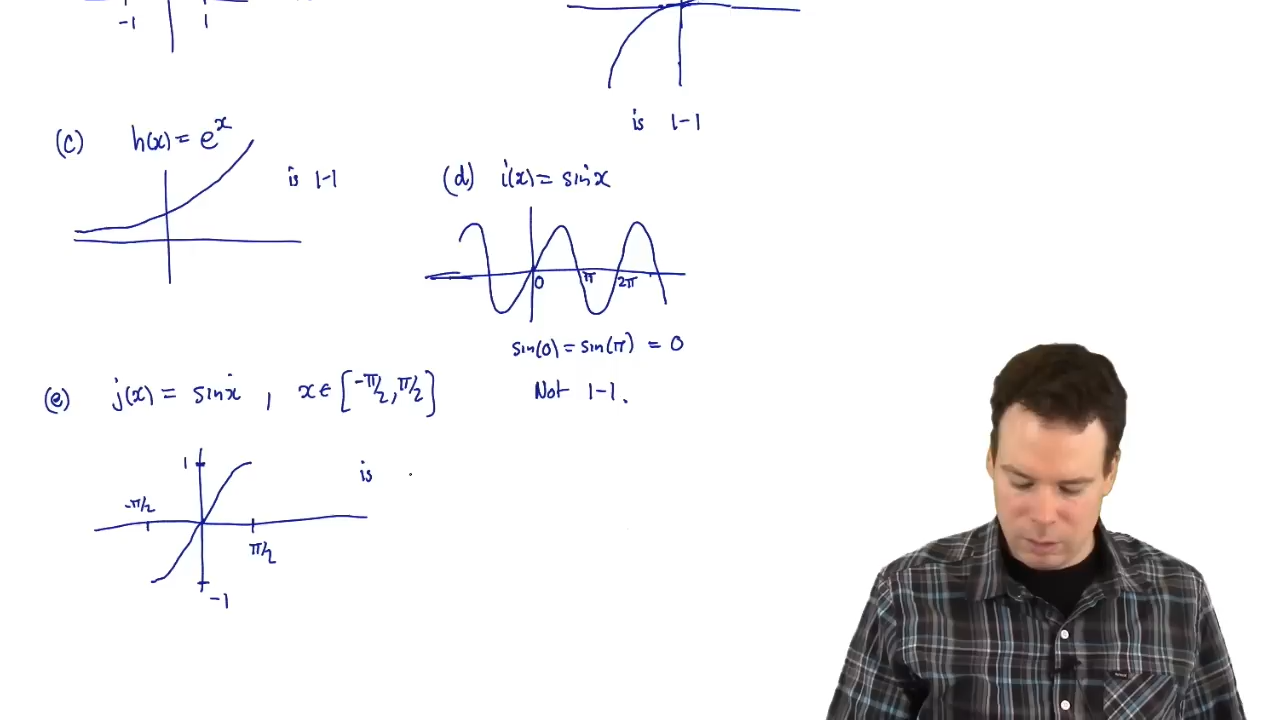 -1 1
is 1-1
(c) h(x) = e^x
is 1-1
(d) i(x) = sin x
0 π 2π
sin(0) = sin(π) = 0
Not 1-1.
(e) j(x) = sin x , x ∈ [-π/2, π/2]
1
-π/2
π/2
-1
is